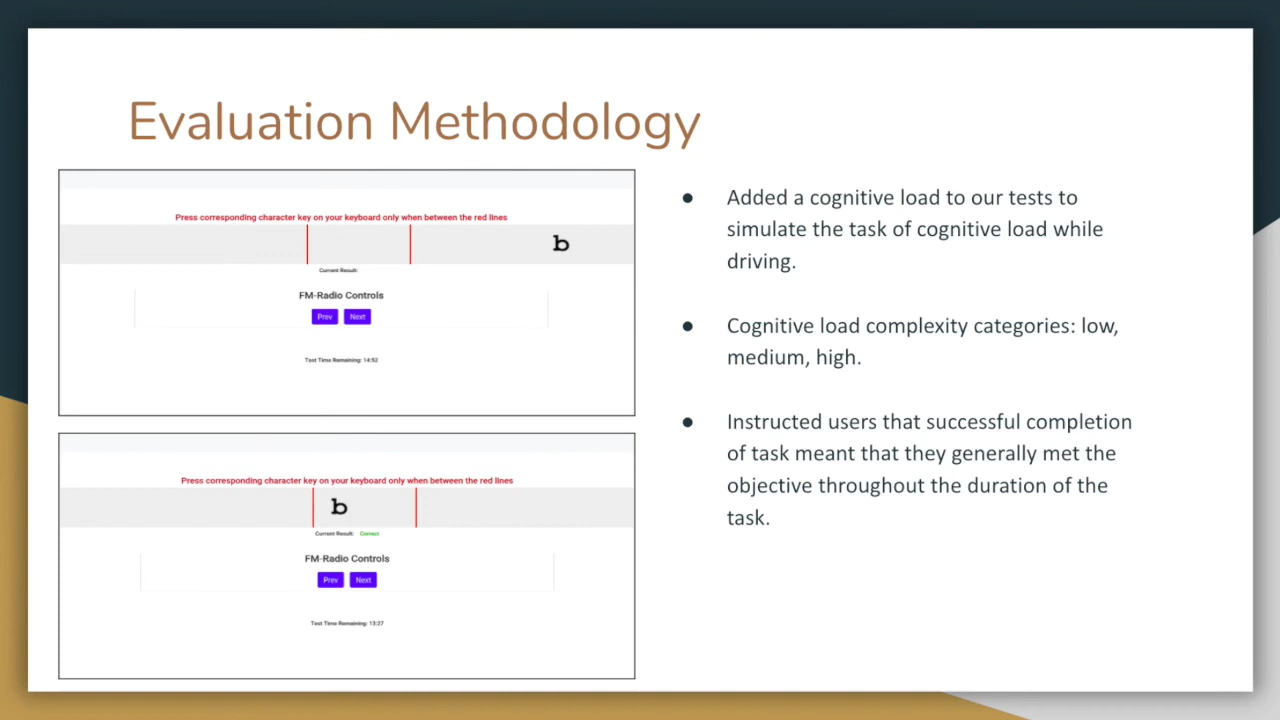 Evaluation Methodology
Press corresponding character key on your keyboard only when between the red lines
b
Current Result:
FM-Radio Controls
Prev Next
Test Time Remaining: 14:52
Press corresponding character key on your keyboard only when between the red lines
b
Current Result: Correct
FM-Radio Controls
Prev Next
Test Time Remaining: 13:27
● Added a cognitive load to our tests to
simulate the task of cognitive load while
driving.
● Cognitive load complexity categories: low,
medium, high.
● Instructed users that successful completion
of task meant that they generally met the
objective throughout the duration of the
task.